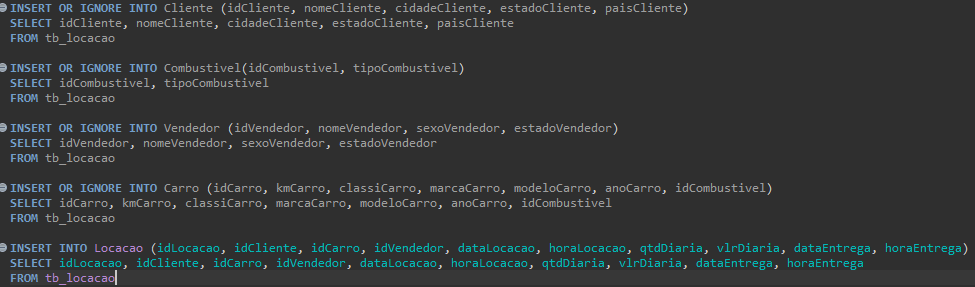 INSERT OR IGNORE INTO Cliente (idCliente, nomeCliente, cidadeCliente, estadoCliente, paisCliente)
SELECT idCliente, nomeCliente, cidadeCliente, estadoCliente, paisCliente
FROM tb_locacao
INSERT OR IGNORE INTO Combustivel(idCombustivel, tipoCombustivel)
SELECT idCombustivel, tipoCombustivel
FROM tb_locacao
INSERT OR IGNORE INTO Vendedor (idVendedor, nomeVendedor, sexoVendedor, estadoVendedor)
SELECT idVendedor, nomeVendedor, sexoVendedor, estadoVendedor
FROM tb_locacao
INSERT OR IGNORE INTO Carro (idCarro, kmCarro, classiCarro, marcaCarro, modeloCarro, anoCarro, idCombustivel)
SELECT idCarro, kmCarro, classiCarro, marcaCarro, modeloCarro, anoCarro, idCombustivel
FROM tb_locacao
INSERT INTO Locacao (idLocacao, idCliente, idCarro, idVendedor, dataLocacao, horaLocacao, qtdDiaria, vlrDiaria, dataEntrega, horaEntrega)
SELECT idLocacao, idCliente, idCarro, idVendedor, dataLocacao, horaLocacao, qtdDiaria, vlrDiaria, dataEntrega, horaEntrega
FROM tb_locacao